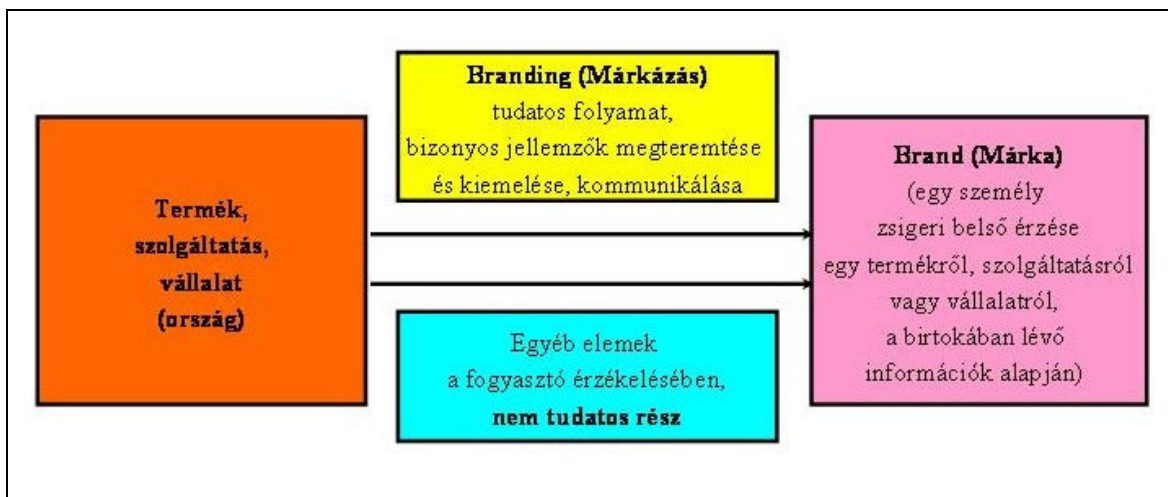 Termék,
szolgáltatás,
vállalat
(ország)
Branding (Márkázás)
tudatos folyamat,
bizonyos jellemzők megteremtése
és kiemelése, kommunikálása
Egyéb elemek
a fogyasztó érzékelésében,
nem tudatos rész
Brand (Márka)
(egy személy
zsigeri belső érzése
egy termékről, szolgáltatásról
vagy vállalatról,
a birtokában lévő
információk alapján)